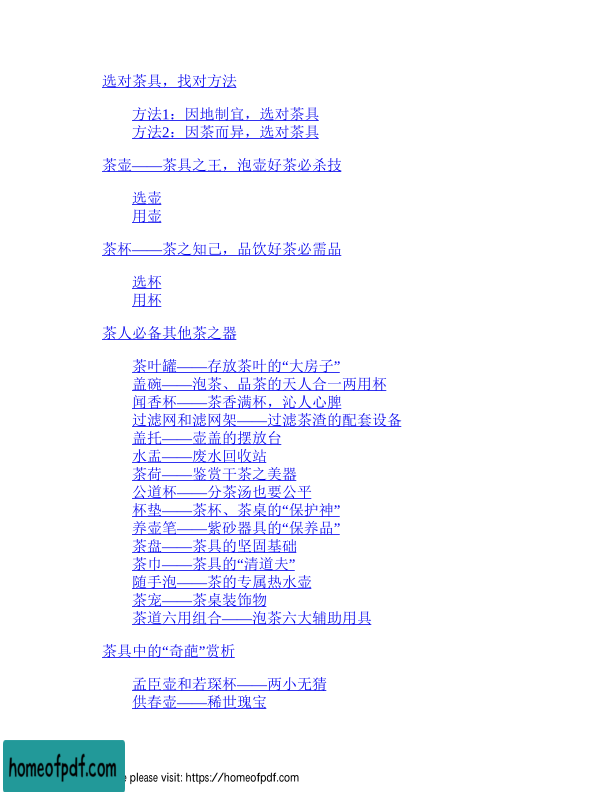 选对茶具，找对方法
方法1：因地制宜，选对茶具
方法2：因茶而异，选对茶具
茶壶——茶具之王，泡壶好茶必杀技
选壶
用壶
茶杯——茶之知己，品饮好茶必需品
选杯
用杯
茶人必备其他茶之器
茶叶罐——存放茶叶的“大房子”
盖碗——泡茶、品茶的天人合一两用杯
闻香杯——茶香满杯，沁人心脾
过滤网和滤网架——过滤茶渣的配套设备
盖托——壶盖的摆放台
水盂——废水回收站
茶荷——鉴赏干茶之美器
公道杯——分茶汤也要公平
杯垫——茶杯、茶桌的“保护神”
养壶笔——紫砂器具的“保养品”
茶盘——茶具的坚固基础
茶巾——茶具的“清道夫”
随手泡——茶的专属热水壶
茶宠——茶桌装饰物
茶道六用组合——泡茶六大辅助用具
茶具中的“奇葩”赏析
孟臣壶和若琛杯——两小无猜
供春壶——稀世瑰宝
homeofpdf.com
please visit: https://homeofpdf.com